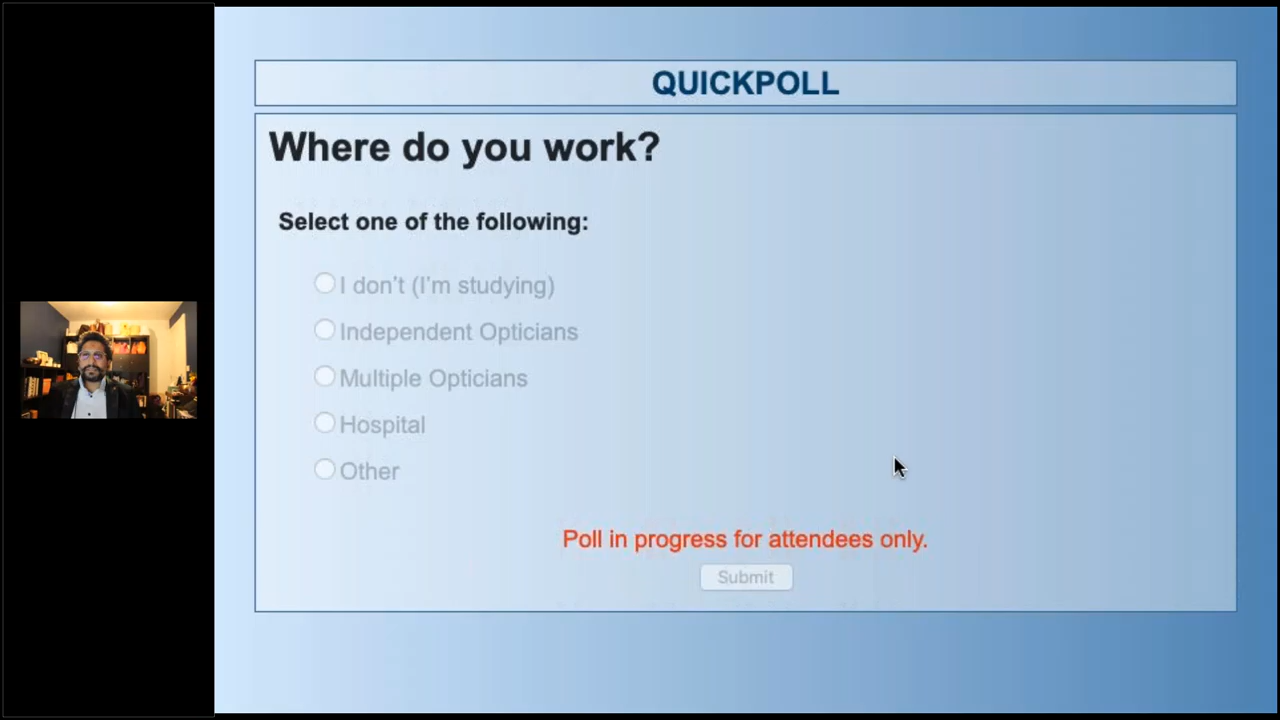 QUICKPOLL
Where do you work?
Select one of the following:
I don't (I'm studying)
Independent Opticians
Multiple Opticians
Hospital
Other
Poll in progress for attendees only.
Submit